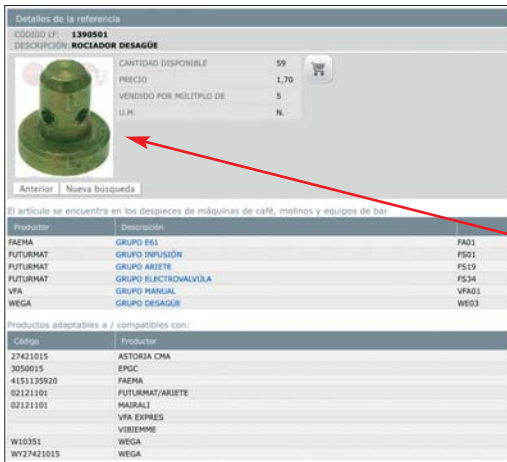 Detalles de la referencia
CÓDIGO LF: 1390501
DESCRIPCIÓN: ROCIADOR DESAGÜE
CANTIDAD DISPONIBLE 59
PRECIO 1,70
VENDIDO POR MÚLITPLO DE 5
U.M. N.
Anterior Nueva búsqueda
El artículo se encuentra en los despieces de máquinas de café, molinos y equipos de bar
Productor Descripción
FAEMA GRUPO E61 FA01
FUTURMAT GRUPO INFUSIÓN FS01
FUTURMAT GRUPO ARIETE FS19
FUTURMAT GRUPO ELECTROVALVÚLA FS34
VFA GRUPO MANUAL VFA01
WEGA GRUPO DESAGÜE WE03
Productos adaptables a / compatibles con:
Código Productor
27421015 ASTORIA CMA
3050015 EPGC
4151135920 FAEMA
02121101 FUTURMAT/ARIETE
02121101 MAIRALI
VFA EXPRES
VIBIEMME
W10351 WEGA
WY27421015 WEGA